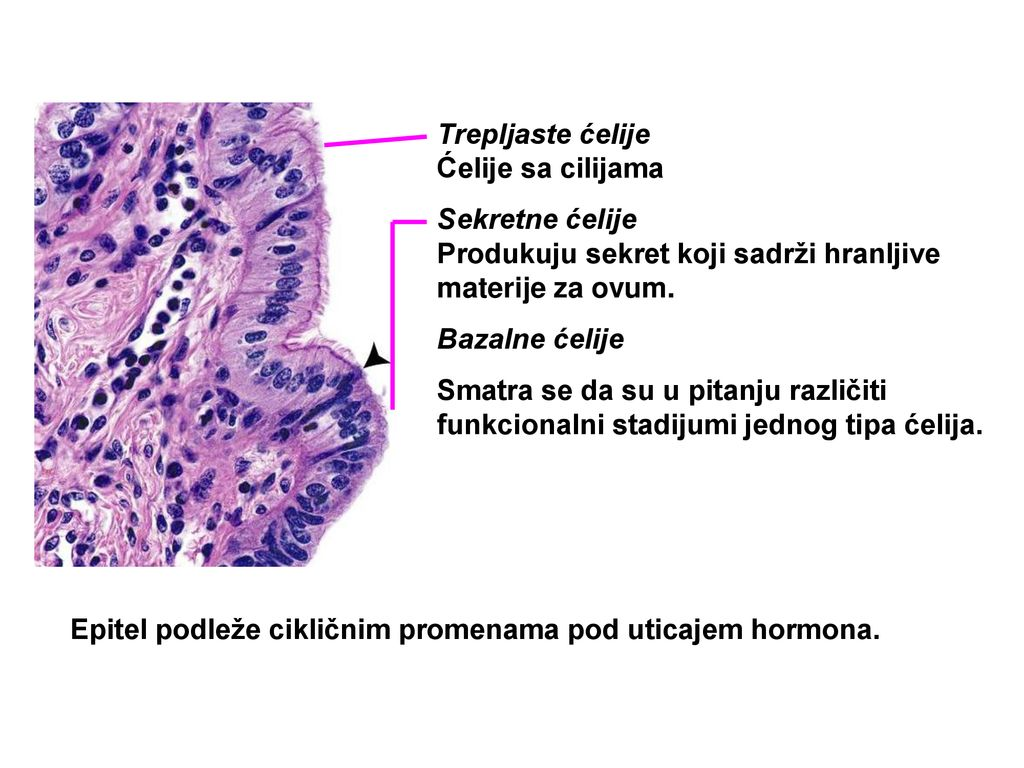 Trepljaste ćelije
Ćelije sa cilijama
Sekretne ćelije
Produkuju sekret koji sadrži hranljive
materije za ovum.
Bazalne ćelije
Smatra se da su u pitanju različiti
funkcionalni stadijumi jednog tipa ćelija.
Epitel podleže cikličnim promenama pod uticajem hormona.